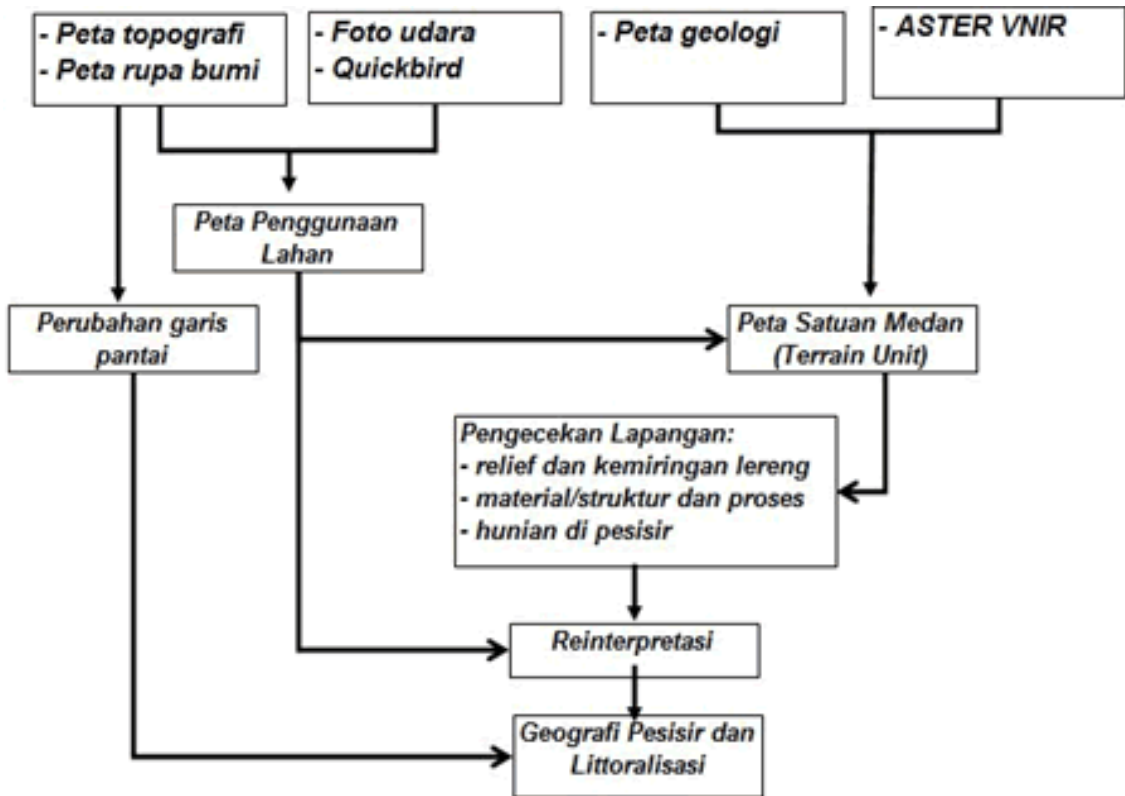 - Peta topografi
- Peta rupa bumi
- Foto udara
- Quickbird
- Peta geologi
- ASTER VNIR
Peta Penggunaan
Lahan
Perubahan garis
pantai
Peta Satuan Medan
(Terrain Unit)
Pengecekan Lapangan:
- relief dan kemiringan lereng
- material/struktur dan proses
- hunian di pesisir
Reinterpretasi
Geografi Pesisir dan
Littoralisasi